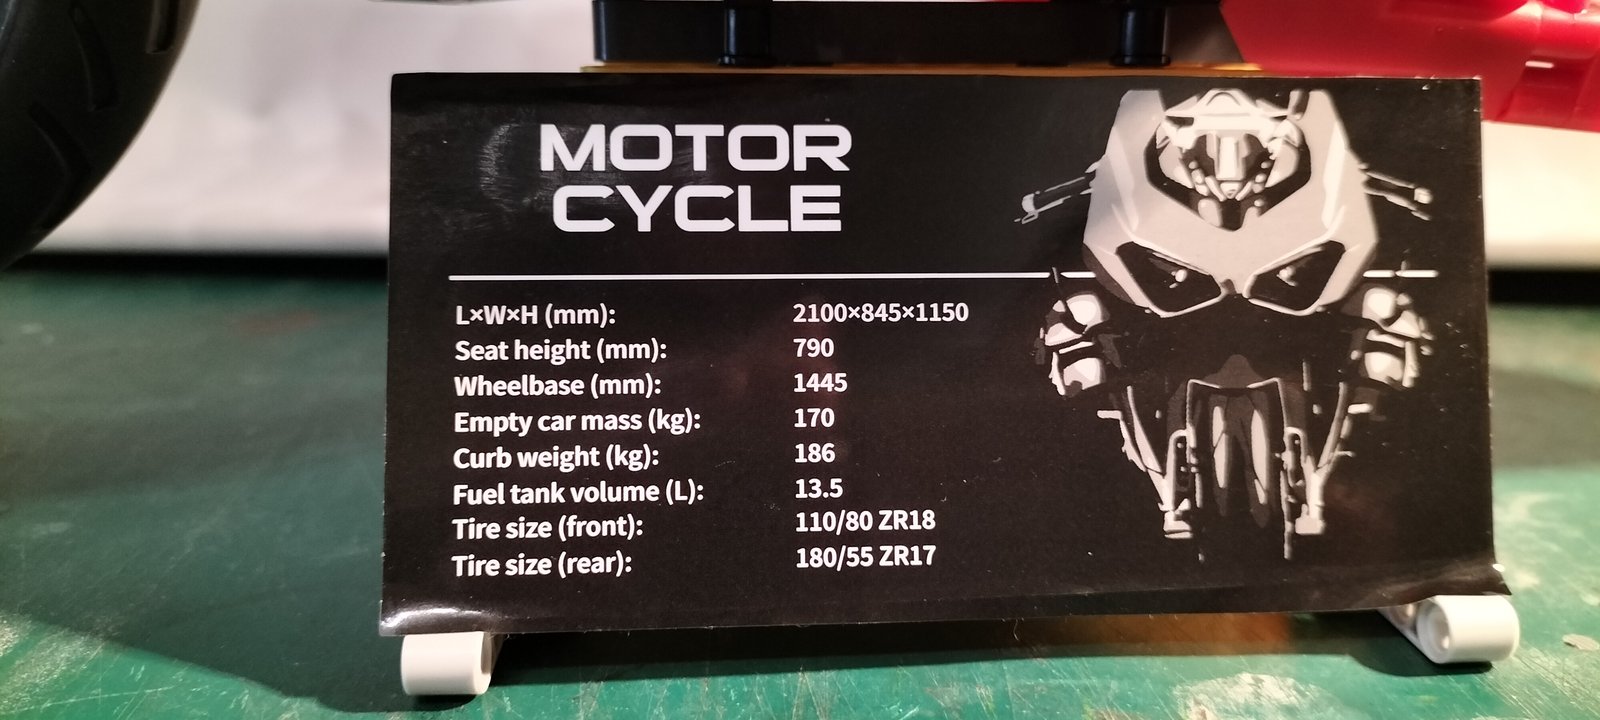 MOTOR
CYCLE
L×W×H (mm): 2100×845×1150
Seat height (mm): 790
Wheelbase (mm): 1445
Empty car mass (kg): 170
Curb weight (kg): 186
Fuel tank volume (L): 13.5
Tire size (front): 110/80 ZR18
Tire size (rear): 180/55 ZR17